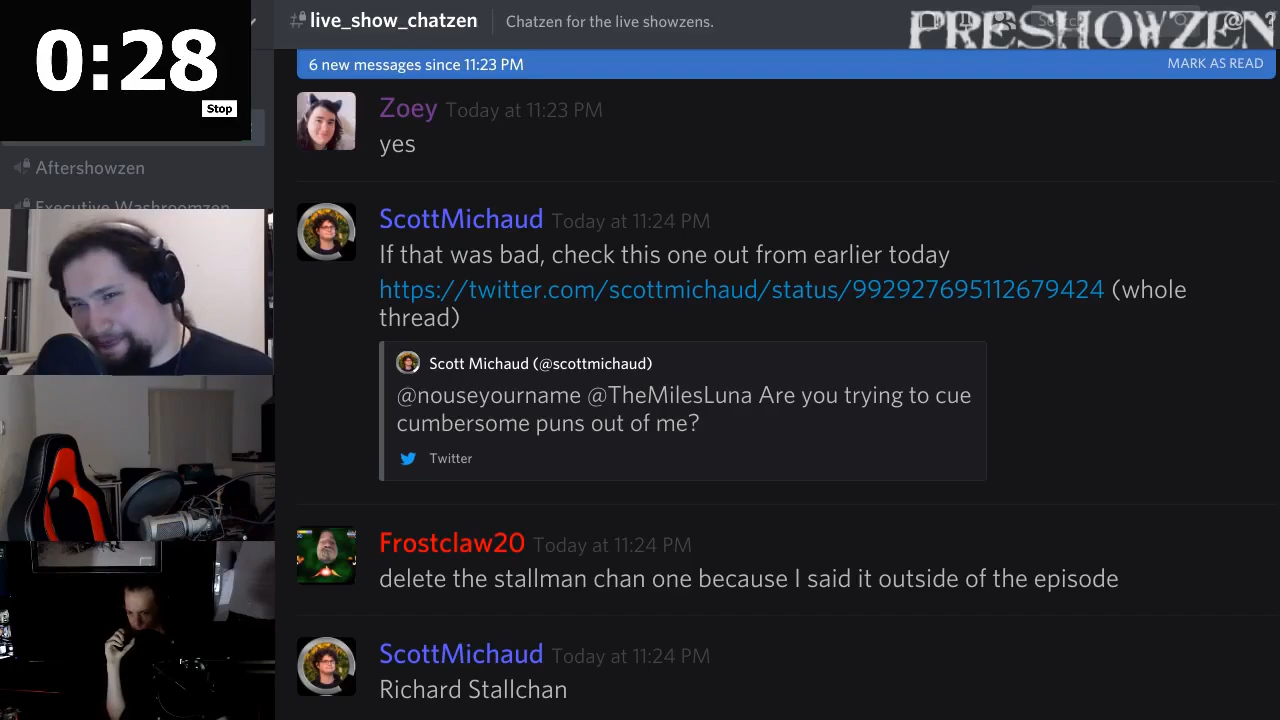 0:28
Stop
live_show_chatzen
Chatzen for the live showzens.
PRESHOWZEN
6 new messages since 11:23 PM
MARK AS READ
Zoey Today at 11:23 PM
yes
Aftershowzen
Executive Washroomzen
ScottMichaud Today at 11:24 PM
If that was bad, check this one out from earlier today
https://twitter.com/scottmichaud/status/992927695112679424 (whole
thread)
Scott Michaud (@scottmichaud)
@nouseyourname @TheMilesLuna Are you trying to cue
cumbersome puns out of me?
Twitter
Frostclaw20 Today at 11:24 PM
delete the stallman chan one because I said it outside of the episode
ScottMichaud Today at 11:24 PM
Richard Stallchan